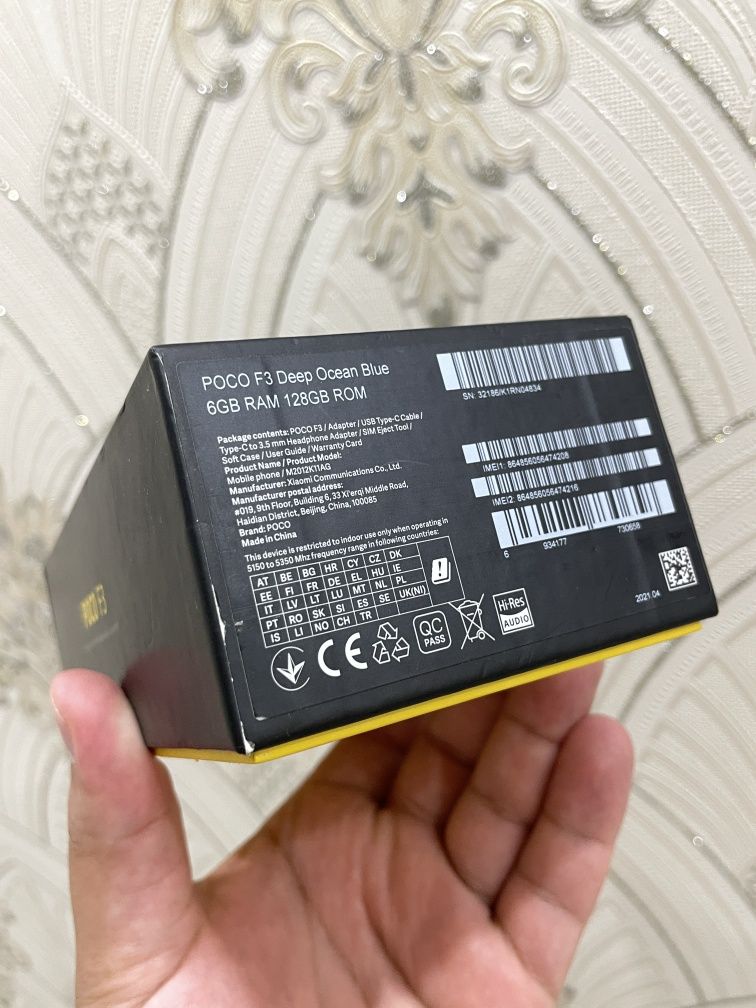 POCO F3 Deep Ocean Blue
6GB RAM 128GB ROM
Package contents: POCO F3 / Adapter / USB Type-C Cable /
Type-C to 3.5 mm Headphone Adapter / SIM Eject Tool /
Soft Case / User Guide / Warranty Card
Product Name / Product Model:
Mobile phone / M2012K11AG
Manufacturer: Xiaomi Communications Co., Ltd.
Manufacturer postal address:
#019, 9th Floor, Building 6, 33 Xi'erqi Middle Road,
Haidian District, Beijing, China, 100085
Brand: POCO
Made in China
This device is restricted to indoor use only when operating in
5150 to 5350 Mhz frequency range in following countries:
AT BE BG HR CY CZ DK
EE FI FR DE EL HU IE
IT LV LT LU MT NL PL
PT RO SK SI ES SE UK(NI)
IS LI NO CH TR
CE
QC
PASS
Hi-Res
AUDIO
SN: 32186/K1RN04834
IMEI1: 864856056474208
IMEI2: 864856056474216
6 934177 730658
2021.04
POCO F3